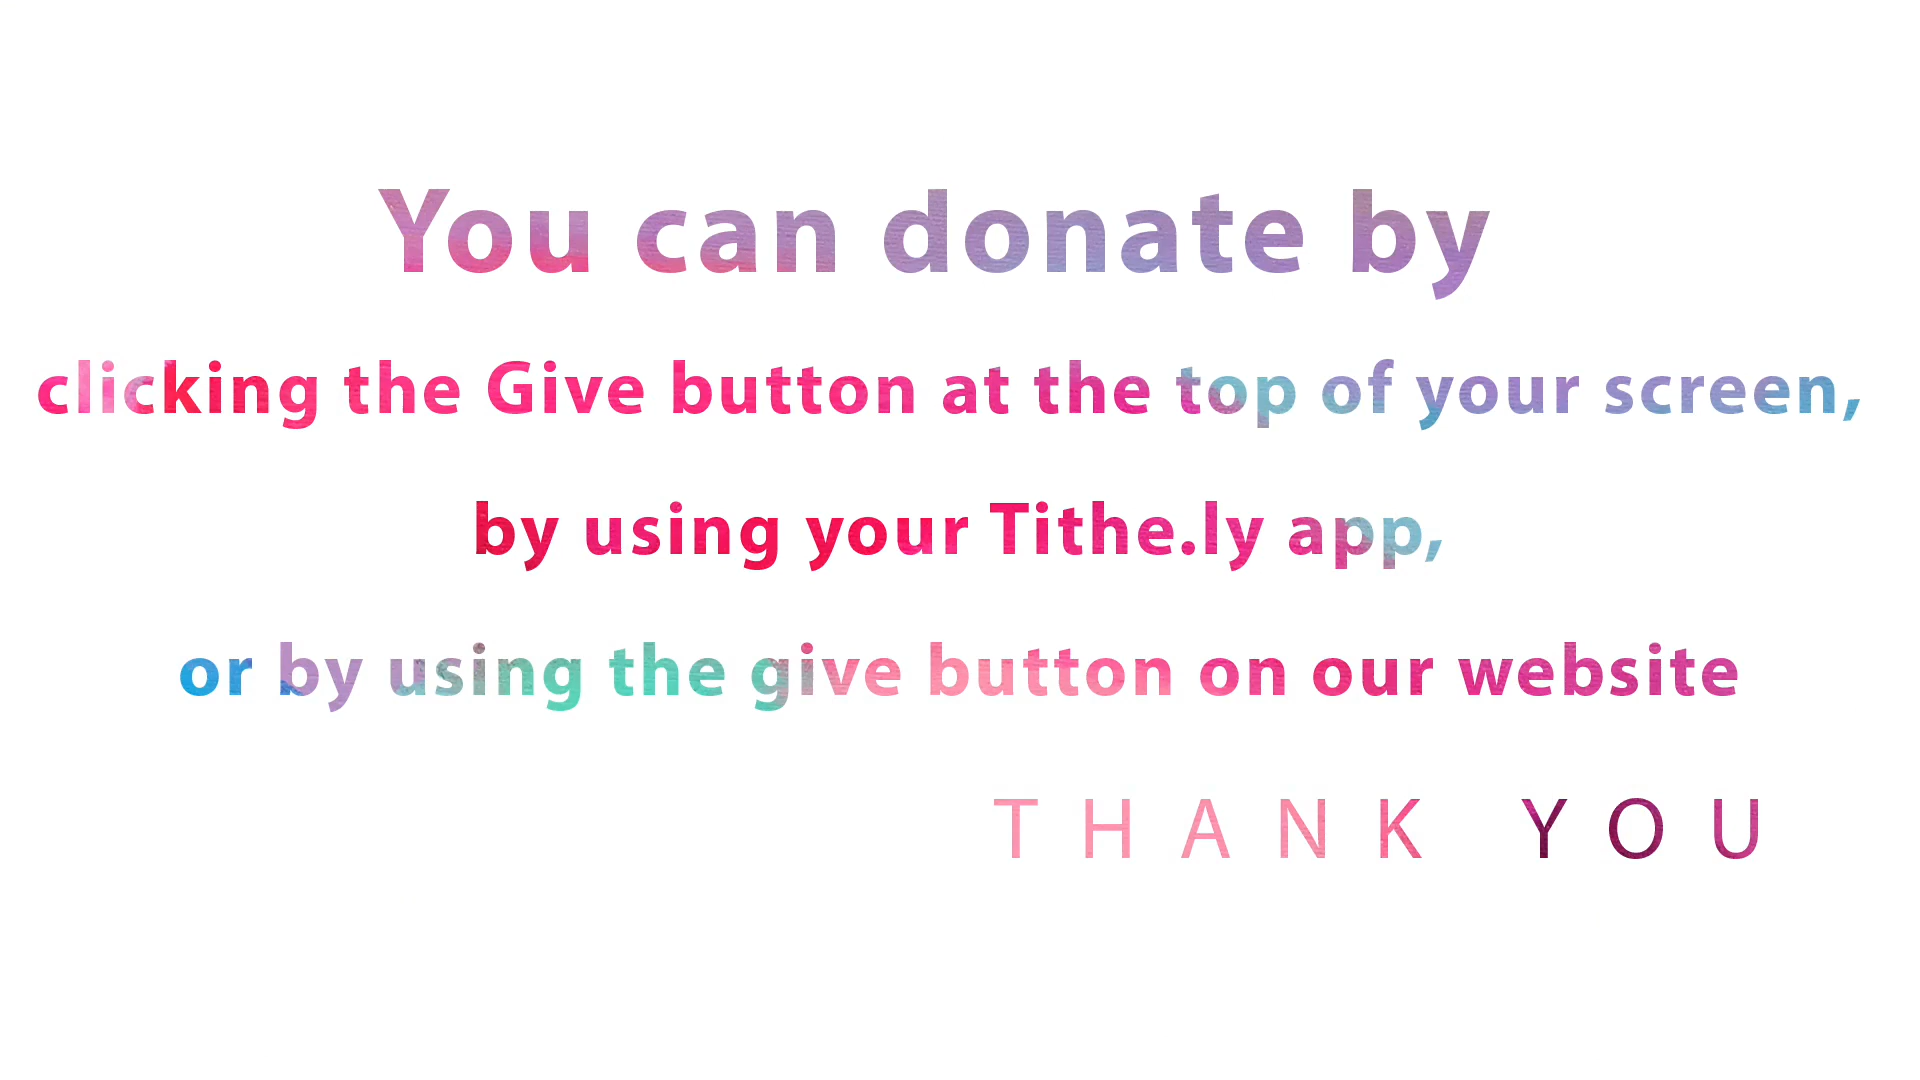 You can donate by
clicking the Give button at the top of your screen,
by using your Tithe.ly app,
or by using the give button on our website
THANK YOU